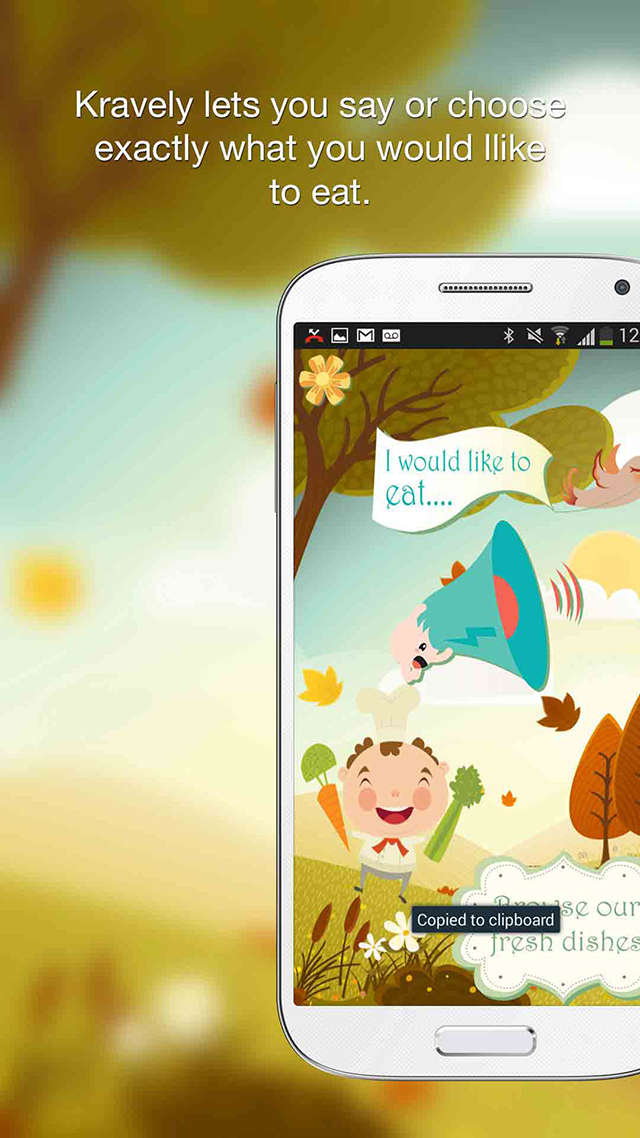 Kravely lets you say or choose
exactly what you would llike
to eat.
12
I would like to
eat....
Browse our
fresh dishes
Copied to clipboard